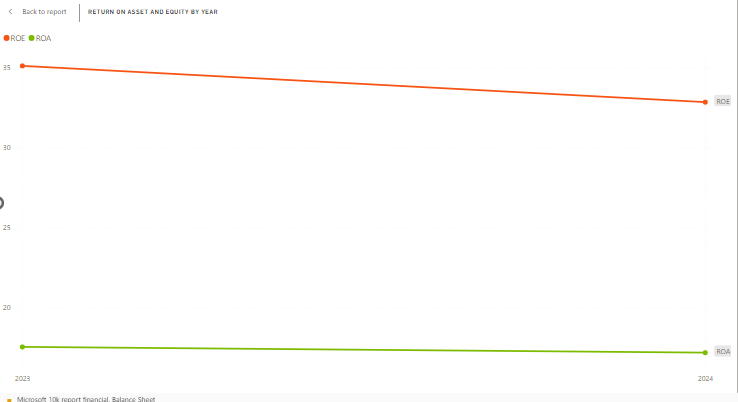 Back to report
RETURN ON ASSET AND EQUITY BY YEAR
ROE ROA
35
ROE
30
25
20
ROA
2023 2024
Microsoft 10k report financial, Balance Sheet